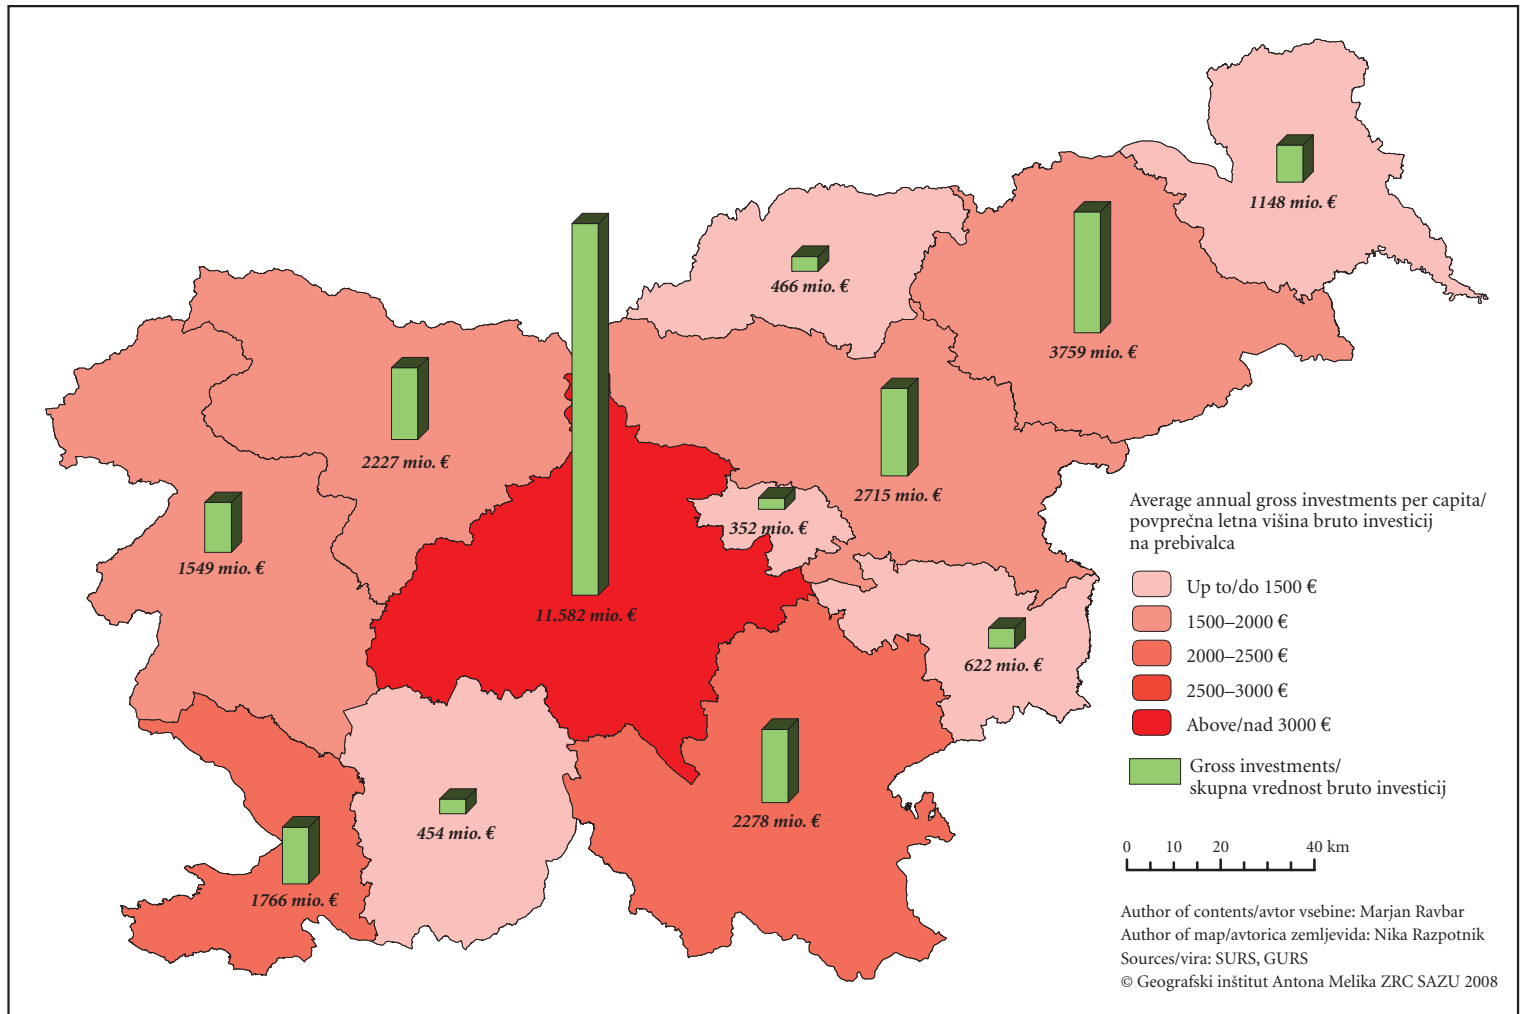 1148 mio. €
466 mio. €
3759 mio. €
2227 mio. €
2715 mio. €
352 mio. €
1549 mio. €
11.582 mio. €
622 mio. €
2278 mio. €
454 mio. €
1766 mio. €
Average annual gross investments per capita/
povprečna letna višina bruto investicij
na prebivalca
Up to/do 1500 €
1500–2000 €
2000–2500 €
2500–3000 €
Above/nad 3000 €
Gross investments/
skupna vrednost bruto investicij
0 10 20 40 km
Author of contents/avtor vsebine: Marjan Ravbar
Author of map/avtorica zemljevida: Nika Razpotnik
Sources/vira: SURS, GURS
© Geografski inštitut Antona Melika ZRC SAZU 2008